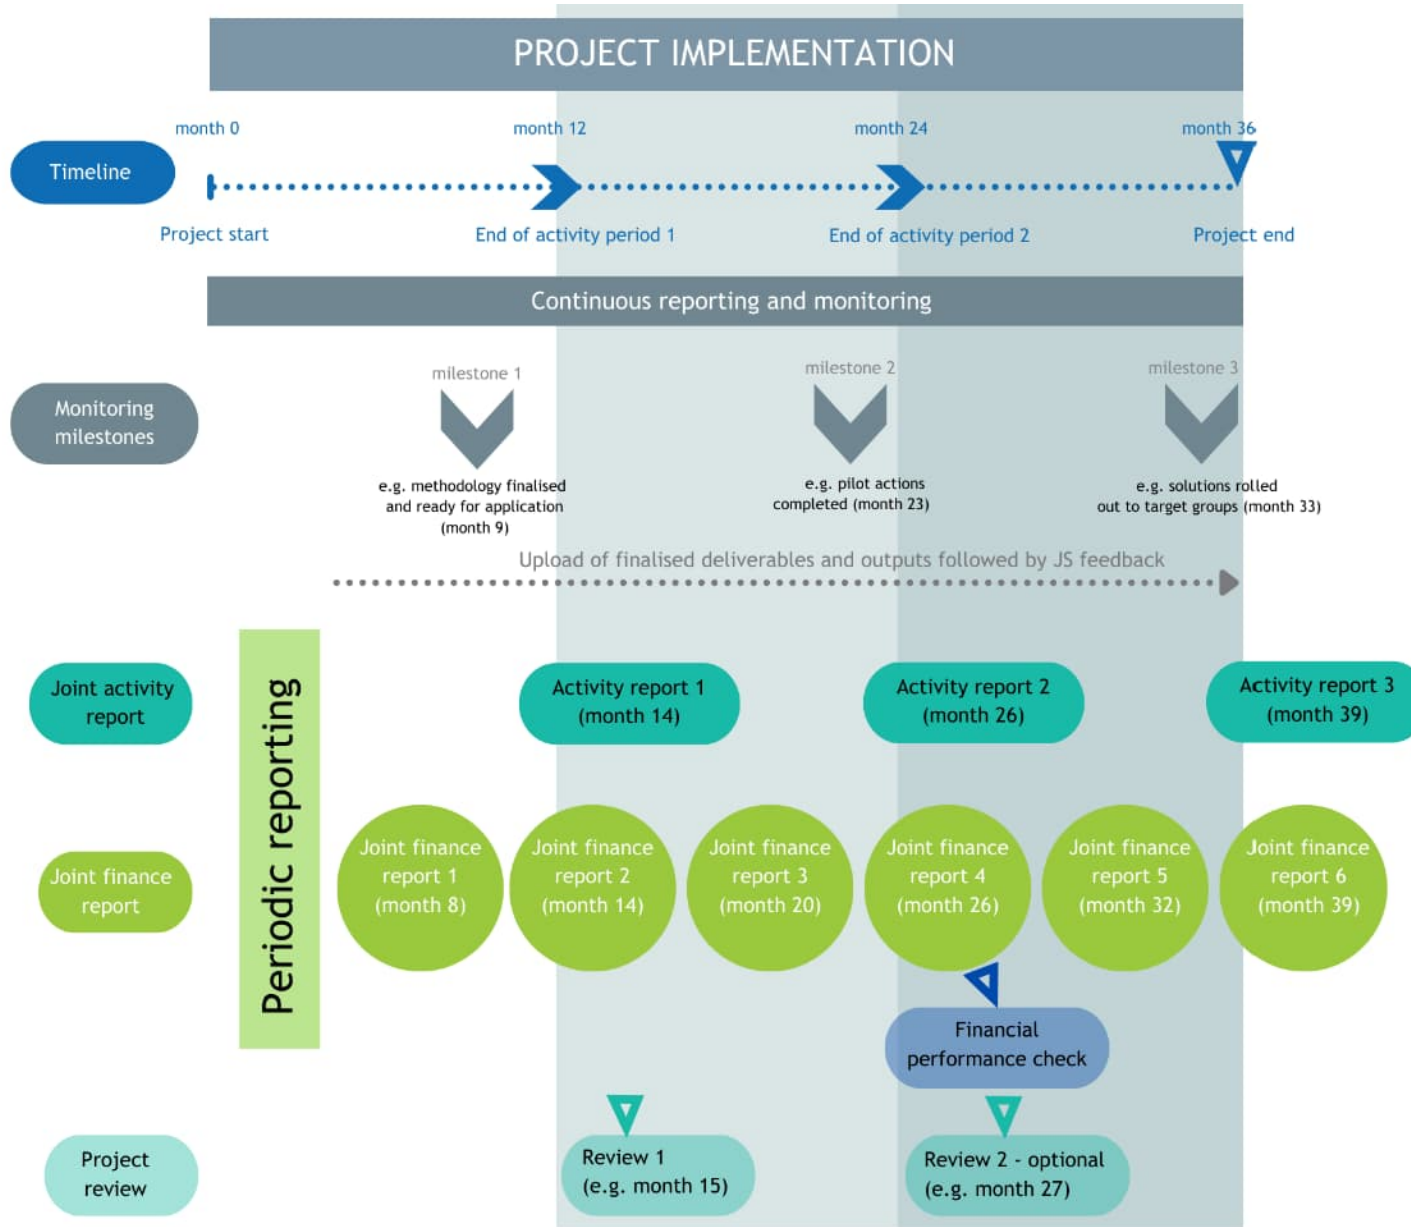 PROJECT IMPLEMENTATION
month 0
month 12
month 24
month 36
Timeline
Project start
End of activity period 1
End of activity period 2
Project end
Continuous reporting and monitoring
Monitoring
milestones
milestone 1
e.g. methodology finalised
and ready for application
(month 9)
milestone 2
e.g. pilot actions
completed (month 23)
milestone 3
e.g. solutions rolled
out to target groups (month 33)
Upload of finalised deliverables and outputs followed by JS feedback
Periodic reporting
Joint activity
report
Activity report 1
(month 14)
Activity report 2
(month 26)
Activity report 3
(month 39)
Joint finance
report
Joint finance
report 1
(month 8)
Joint finance
report 2
(month 14)
Joint finance
report 3
(month 20)
Joint finance
report 4
(month 26)
Joint finance
report 5
(month 32)
Joint finance
report 6
(month 39)
Financial
performance check
Project
review
Review 1
(e.g. month 15)
Review 2 - optional
(e.g. month 27)